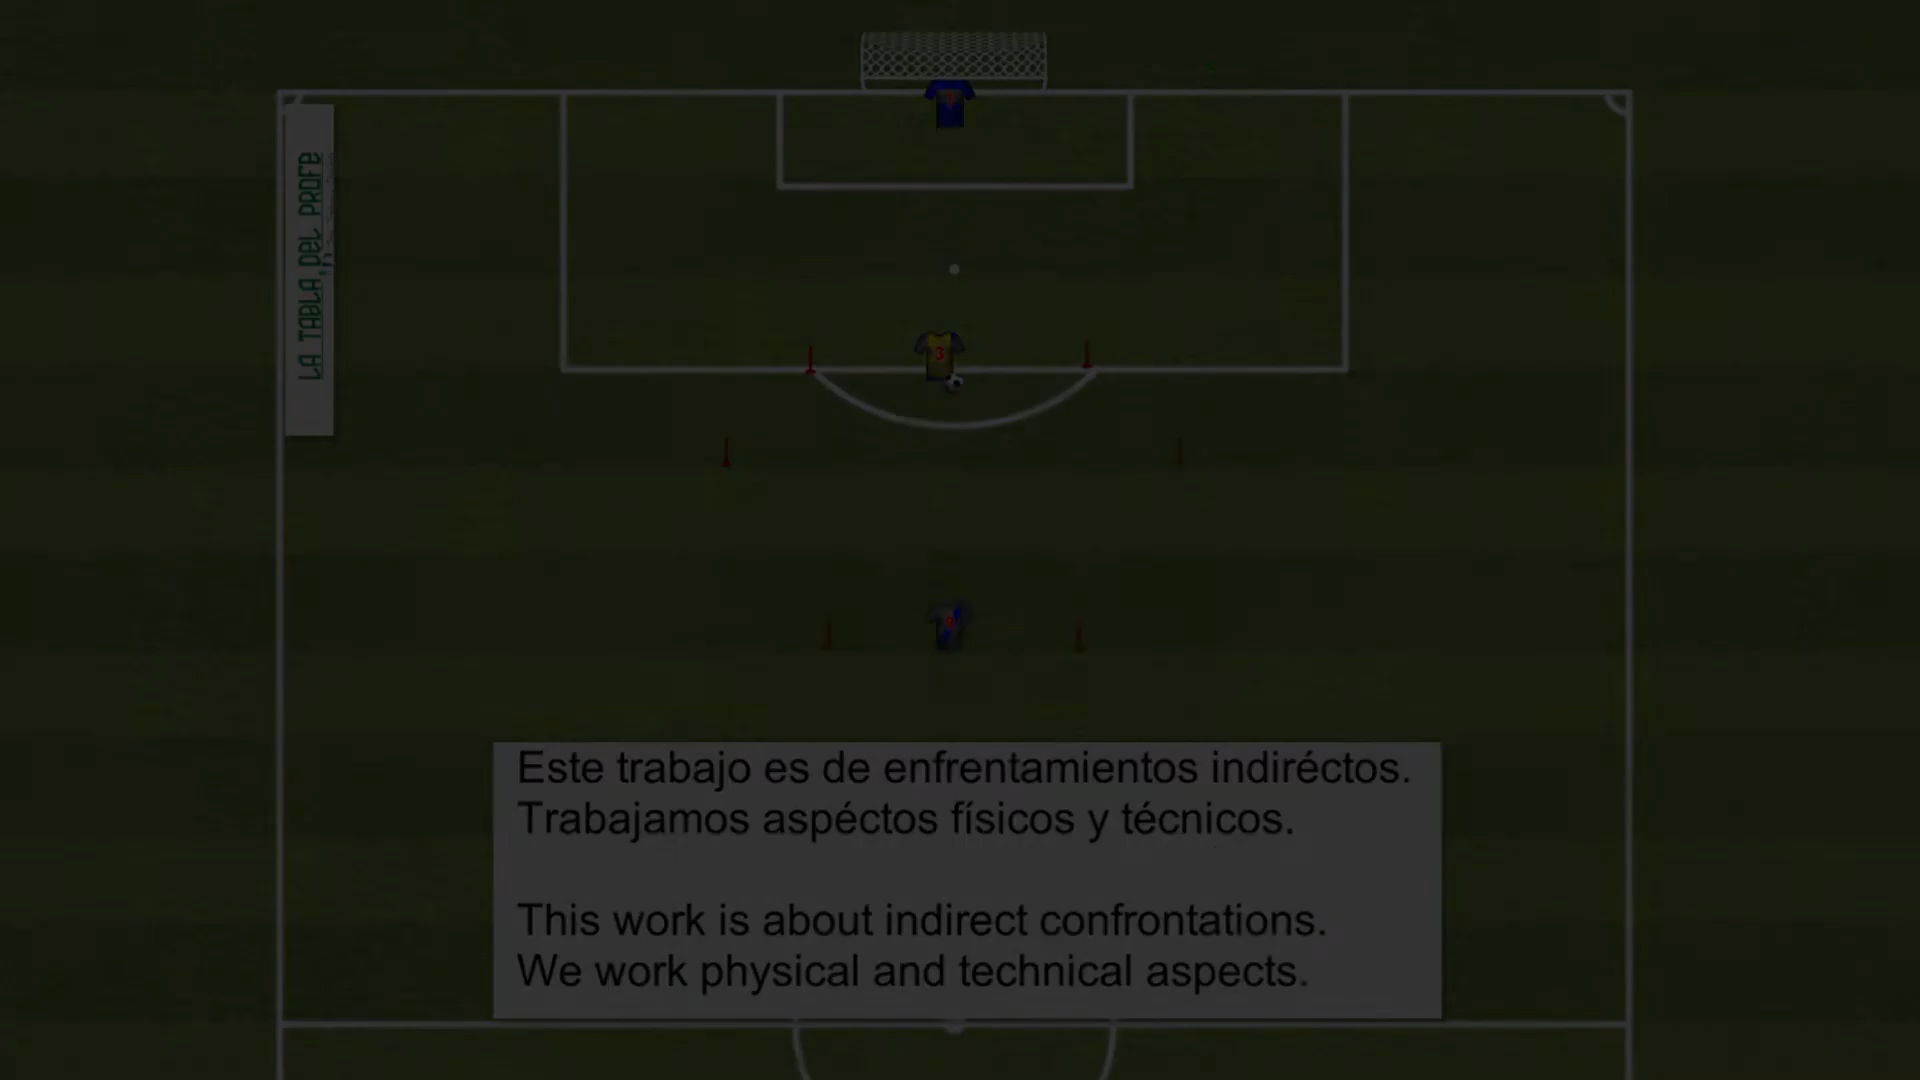 LA TABLA DEL PROFE
3
Este trabajo es de enfrentamientos indiréctos.
Trabajamos aspéctos físicos y técnicos.
This work is about indirect confrontations.
We work physical and technical aspects.